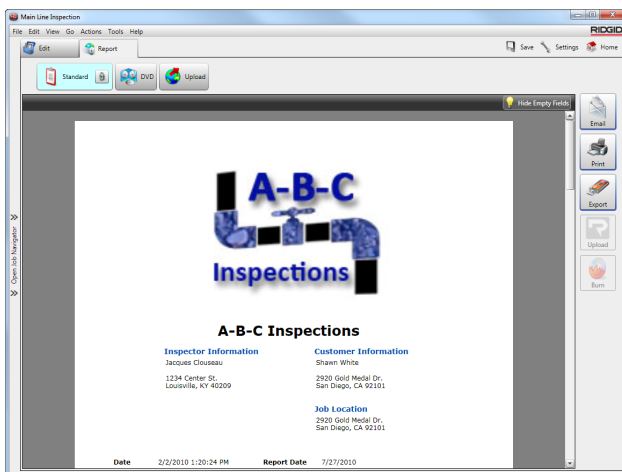 Main Line Inspection
File Edit View Go Actions Tools Help
RIDGID
Edit
Report
Save
Settings
Home
Standard
DVD
Upload
Hide Empty Fields
Email
Print
Export
Upload
Burn
Open Job Navigator
A-B-C
Inspections
A-B-C Inspections
Inspector Information
Jacques Clouseau
1234 Center St.
Louisville, KY 40209
Customer Information
Shawn White
2920 Gold Medal Dr.
San Diego, CA 92101
Job Location
2920 Gold Medal Dr.
San Diego, CA 92101
Date 2/2/2010 1:20:24 PM Report Date 7/27/2010